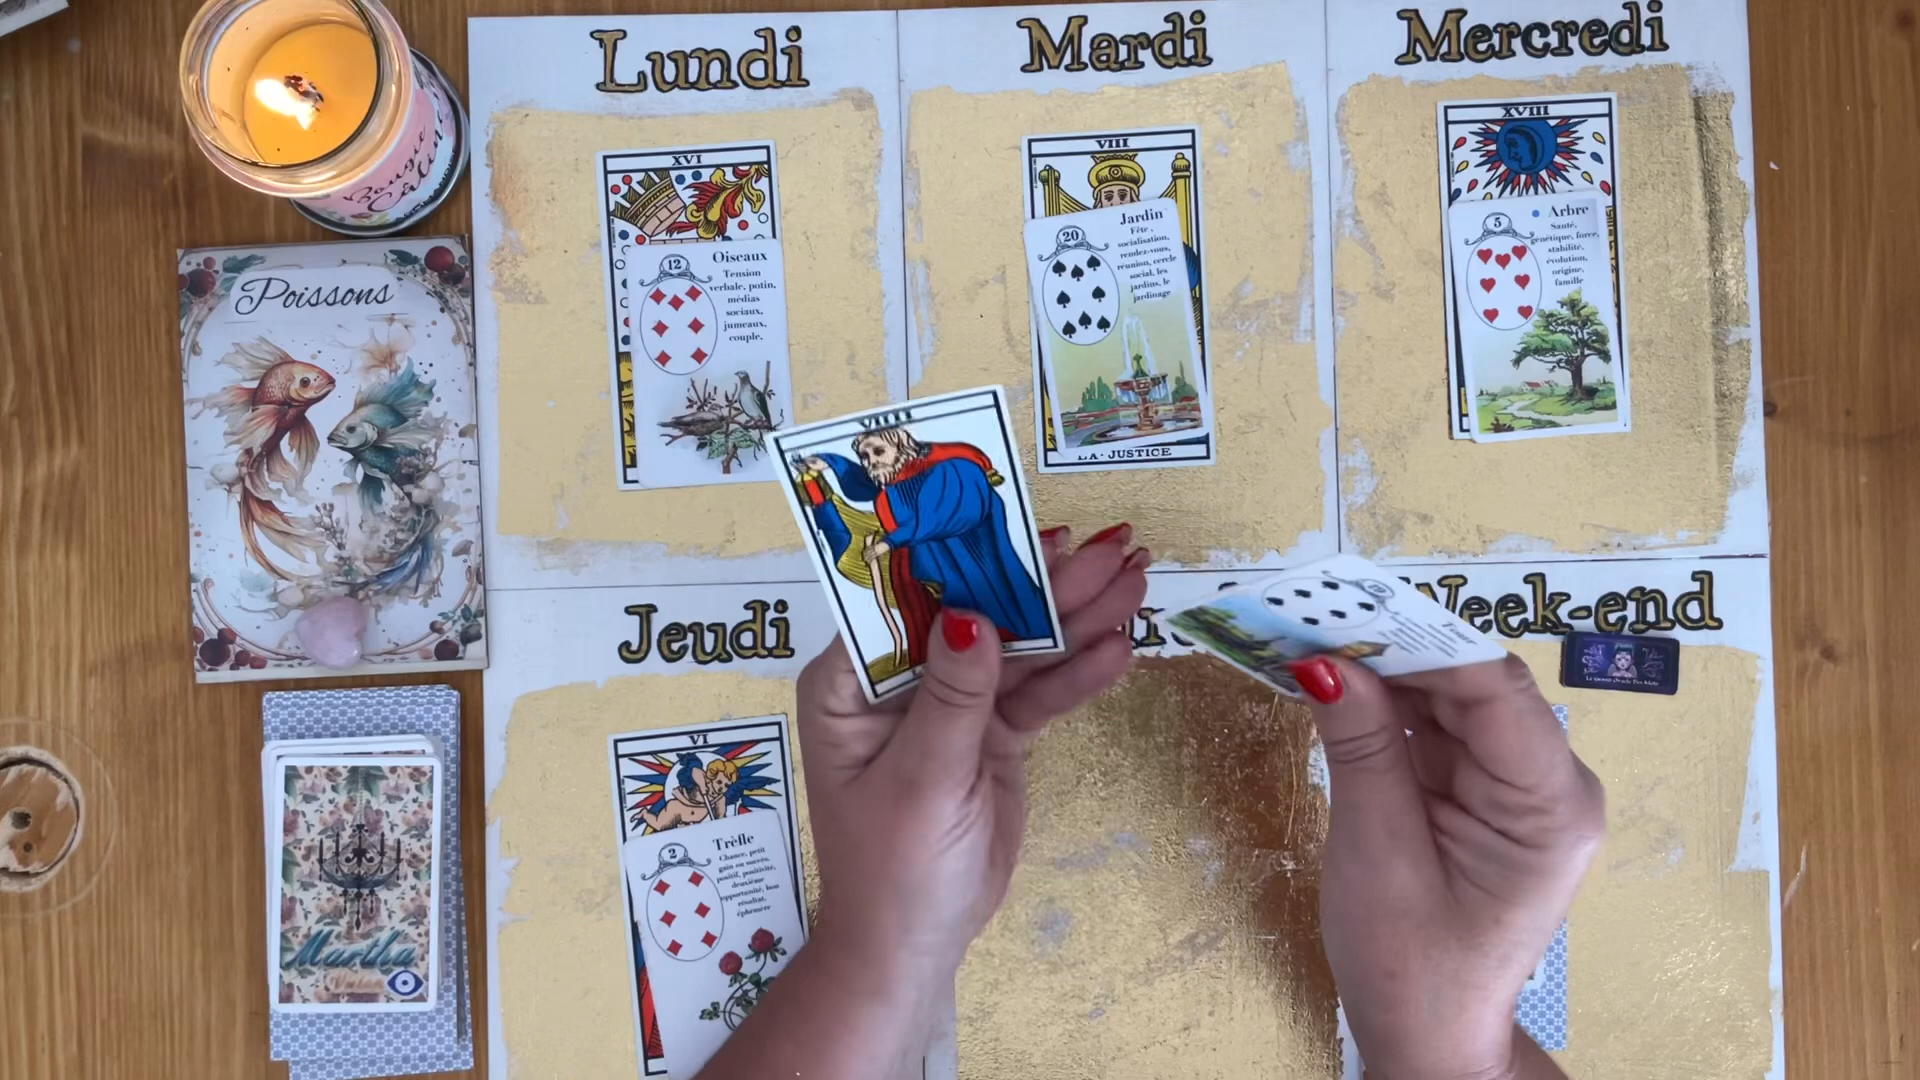 Lundi
Mardi
Mercredi
Bougie
XVI
12
Oiseaux
Tension
verbale, potin,
médias
sociaux,
jumeaux,
couple,
VIII
20
Jardin
Fête,
socialisation,
rendez-vous,
réunion, cercle
social, les
jardins, le
jardinage
LA·JUSTICE
XVIII
5
Arbre
Santé,
génétique, force,
stabilité,
évolution,
origine,
famille
Poissons
VIIII
Jeudi
Week-end
Tour
VI
2
Trèfle
Chance, petit
gain ou succès,
positif, positivité,
deuxième
opportunité, bon
résultat,
éphémère
Martha